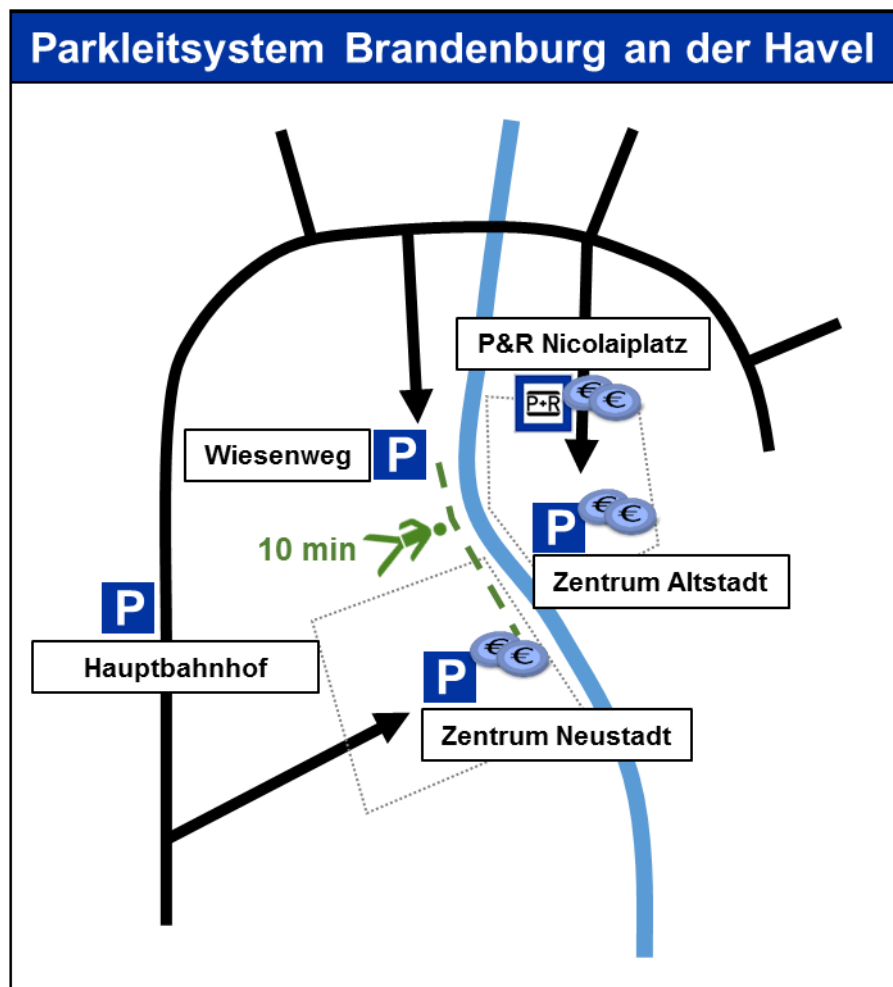 Parkleitsystem Brandenburg an der Havel
P&R Nicolaiplatz
P+R
€ €
Wiesenweg
P
P
€ €
10 min
Zentrum Altstadt
P
Hauptbahnhof
€ €
P
Zentrum Neustadt